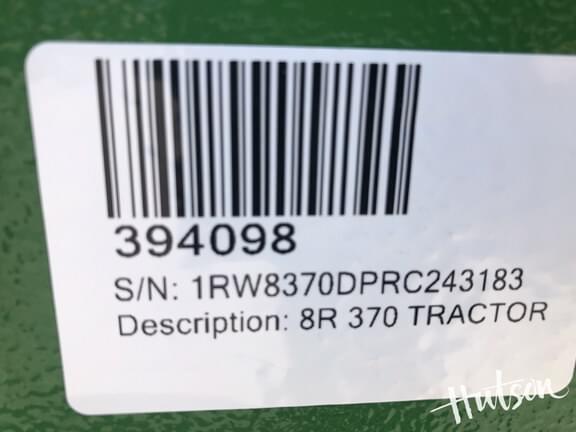 394098
S/N: 1RW8370DPRC243183
Description: 8R 370 TRACTOR
Hutson